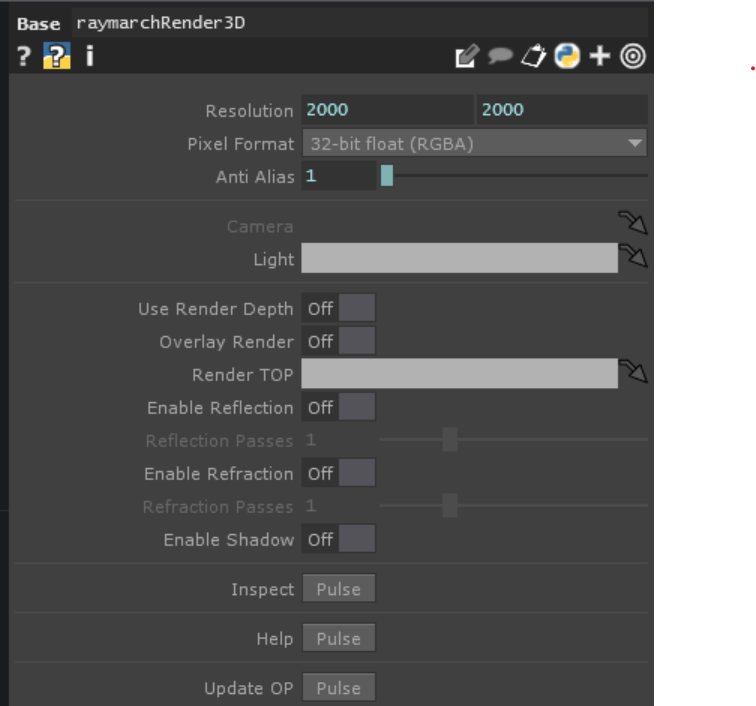 Base raymarchRender3D
? ? i
Resolution 2000 2000
Pixel Format 32-bit float (RGBA)
Anti Alias 1
Camera
Light
Use Render Depth Off
Overlay Render Off
Render TOP
Enable Reflection Off
Reflection Passes 1
Enable Refraction Off
Refraction Passes 1
Enable Shadow Off
Inspect Pulse
Help Pulse
Update OP Pulse